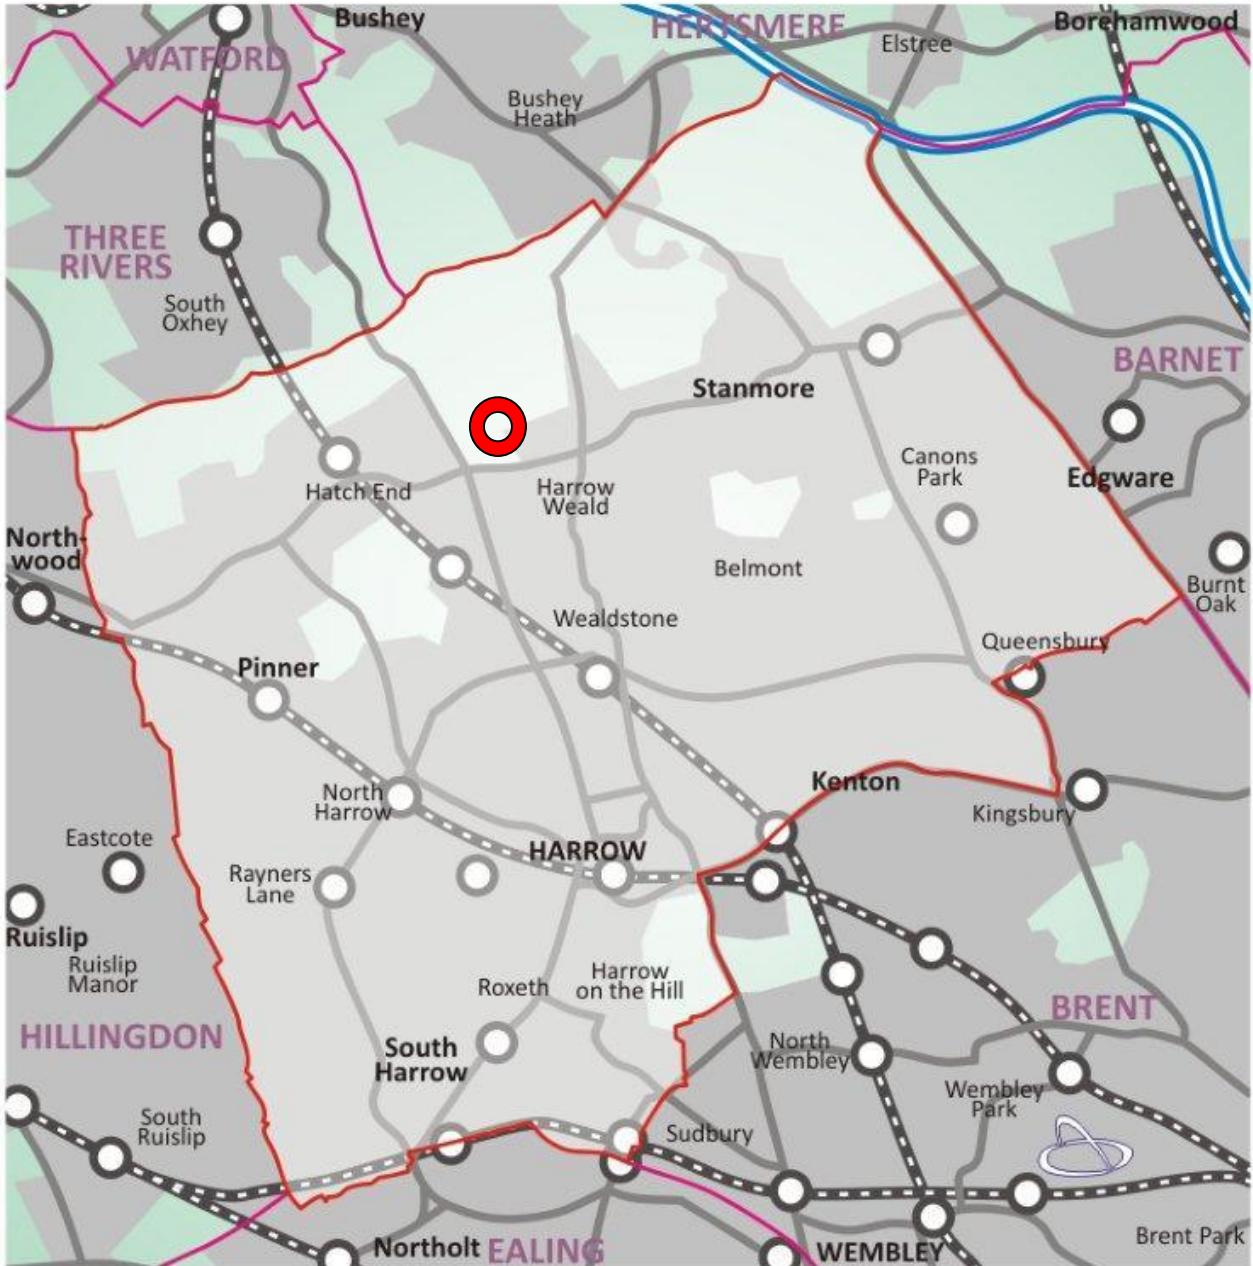 Bushey
HERTSMERE
Borehamwood
WATFORD
Elstree
Bushey
Heath
THREE
RIVERS
South
Oxhey
BARNET
Stanmore
Canons
Park
Edgware
Hatch End
Harrow
Weald
North-
wood
Belmont
Burnt
Oak
Wealdstone
Queensbury
Pinner
Kenton
North
Harrow
Kingsbury
Eastcote
HARROW
Rayners
Lane
Ruislip
Ruislip
Manor
Harrow
on the Hill
Roxeth
BRENT
HILLINGDON
South
Harrow
North
Wembley
Wembley
Park
South
Ruislip
Sudbury
Brent Park
Northolt
EALING
WEMBLEY